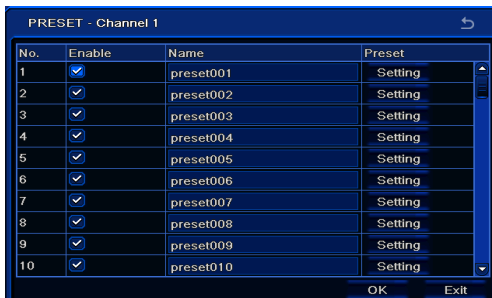 PRESET - Channel 1
No. Enable Name Preset
1 preset001 Setting
2 preset002 Setting
3 preset003 Setting
4 preset004 Setting
5 preset005 Setting
6 preset006 Setting
7 preset007 Setting
8 preset008 Setting
9 preset009 Setting
10 preset010 Setting
OK Exit